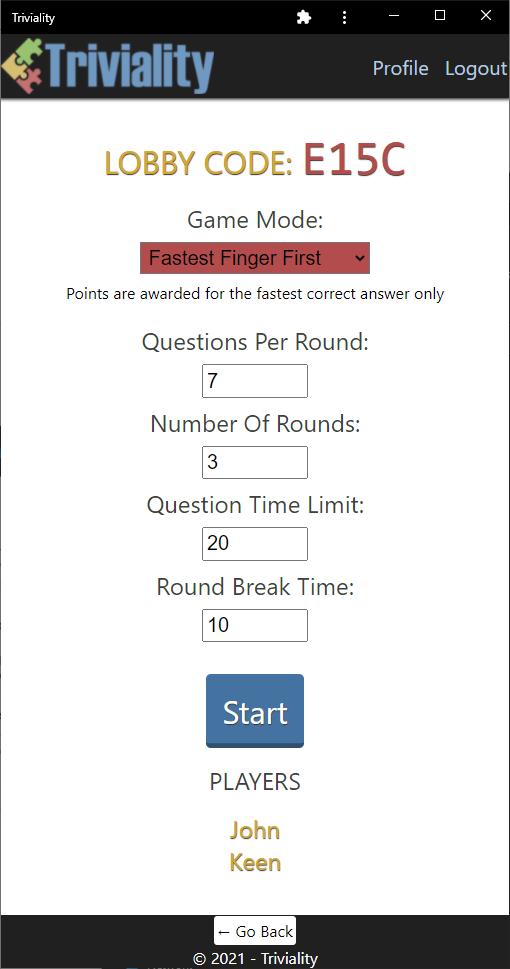 Triviality
Triviality Profile Logout
LOBBY CODE: E15C
Game Mode:
Fastest Finger First
Points are awarded for the fastest correct answer only
Questions Per Round:
7
Number Of Rounds:
3
Question Time Limit:
20
Round Break Time:
10
Start
PLAYERS
John
Keen
← Go Back
© 2021 - Triviality